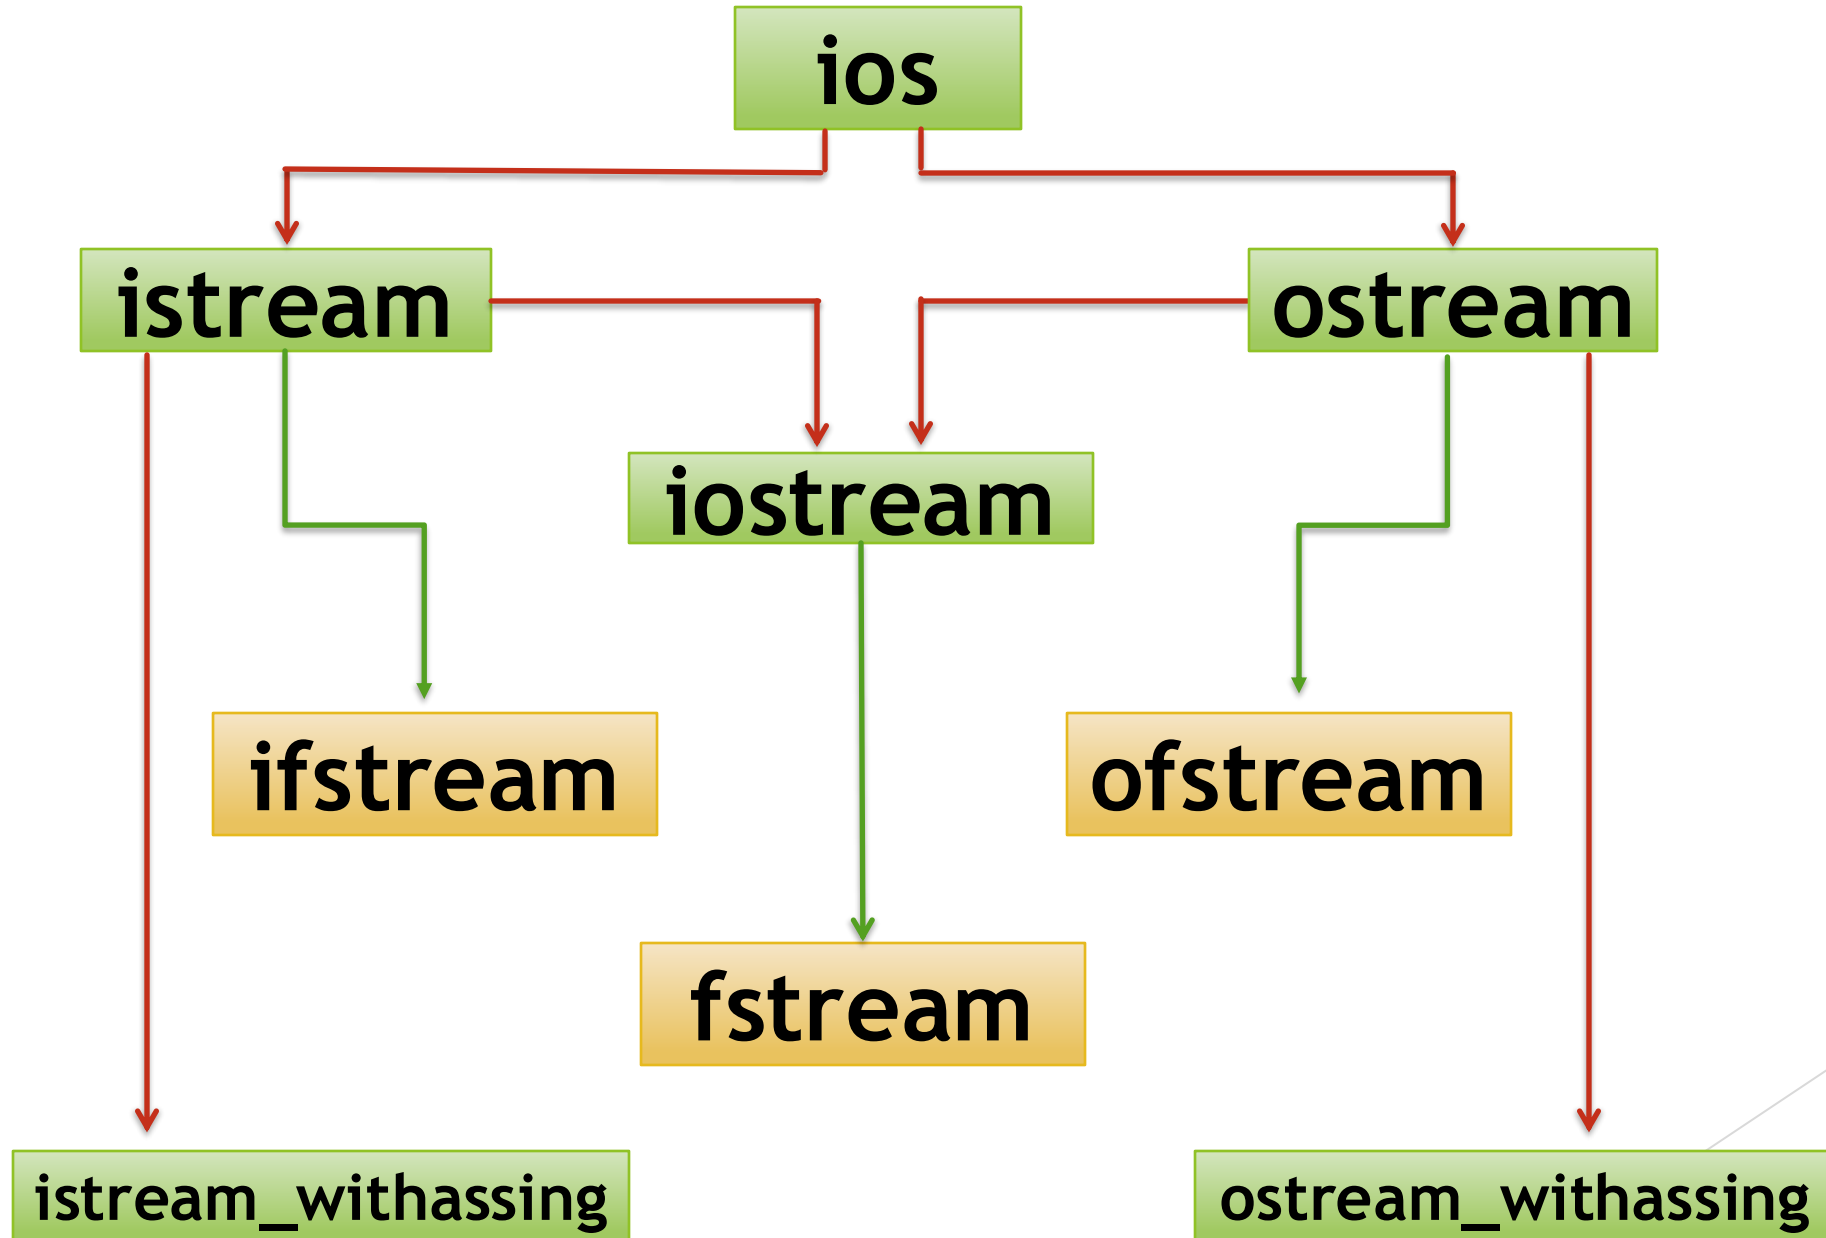 ios
istream
ostream
iostream
ifstream
ofstream
fstream
istream_withassing
ostream_withassing